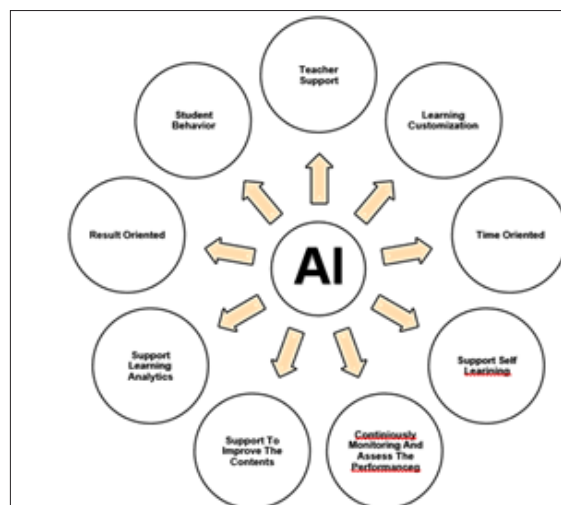 Teacher
Support
Learning
Customization
Time Oriented
Support Self
Learining
Continiously
Monitoring And
Assess The
Performanceg
Support To
Improve The
Contents
Support
Learning
Analytics
Result Oriented
Student
Behavior
AI